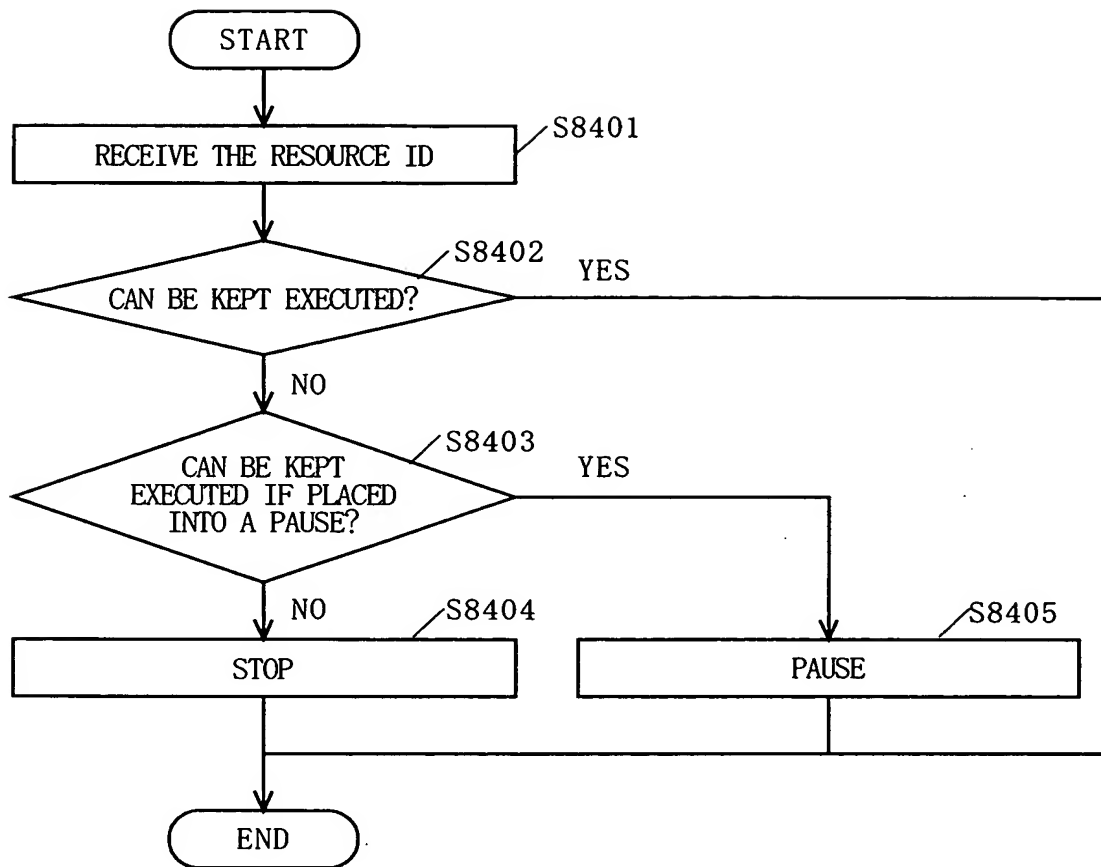 START
S8401
RECEIVE THE RESOURCE ID
S8402
YES
CAN BE KEPT EXECUTED?
NO
S8403
YES
CAN BE KEPT
EXECUTED IF PLACED
INTO A PAUSE?
NO
S8404
S8405
STOP
PAUSE
END